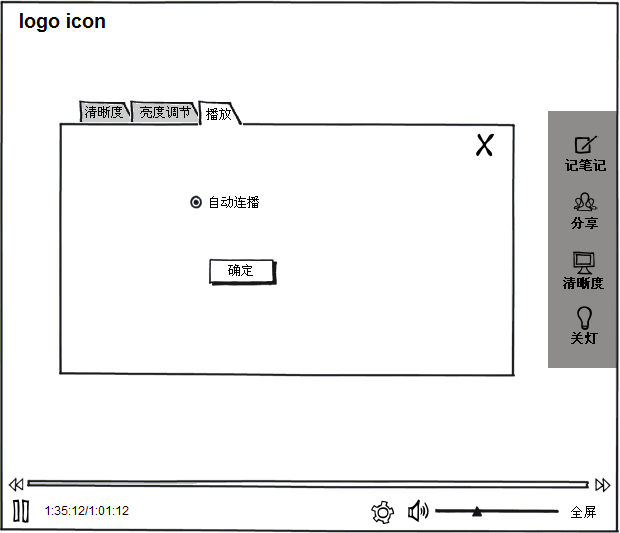 logo icon
清晰度 亮度调节 播放
X
自动连播
确定
记笔记
分享
清晰度
关灯
1:35:12/1:01:12
全屏